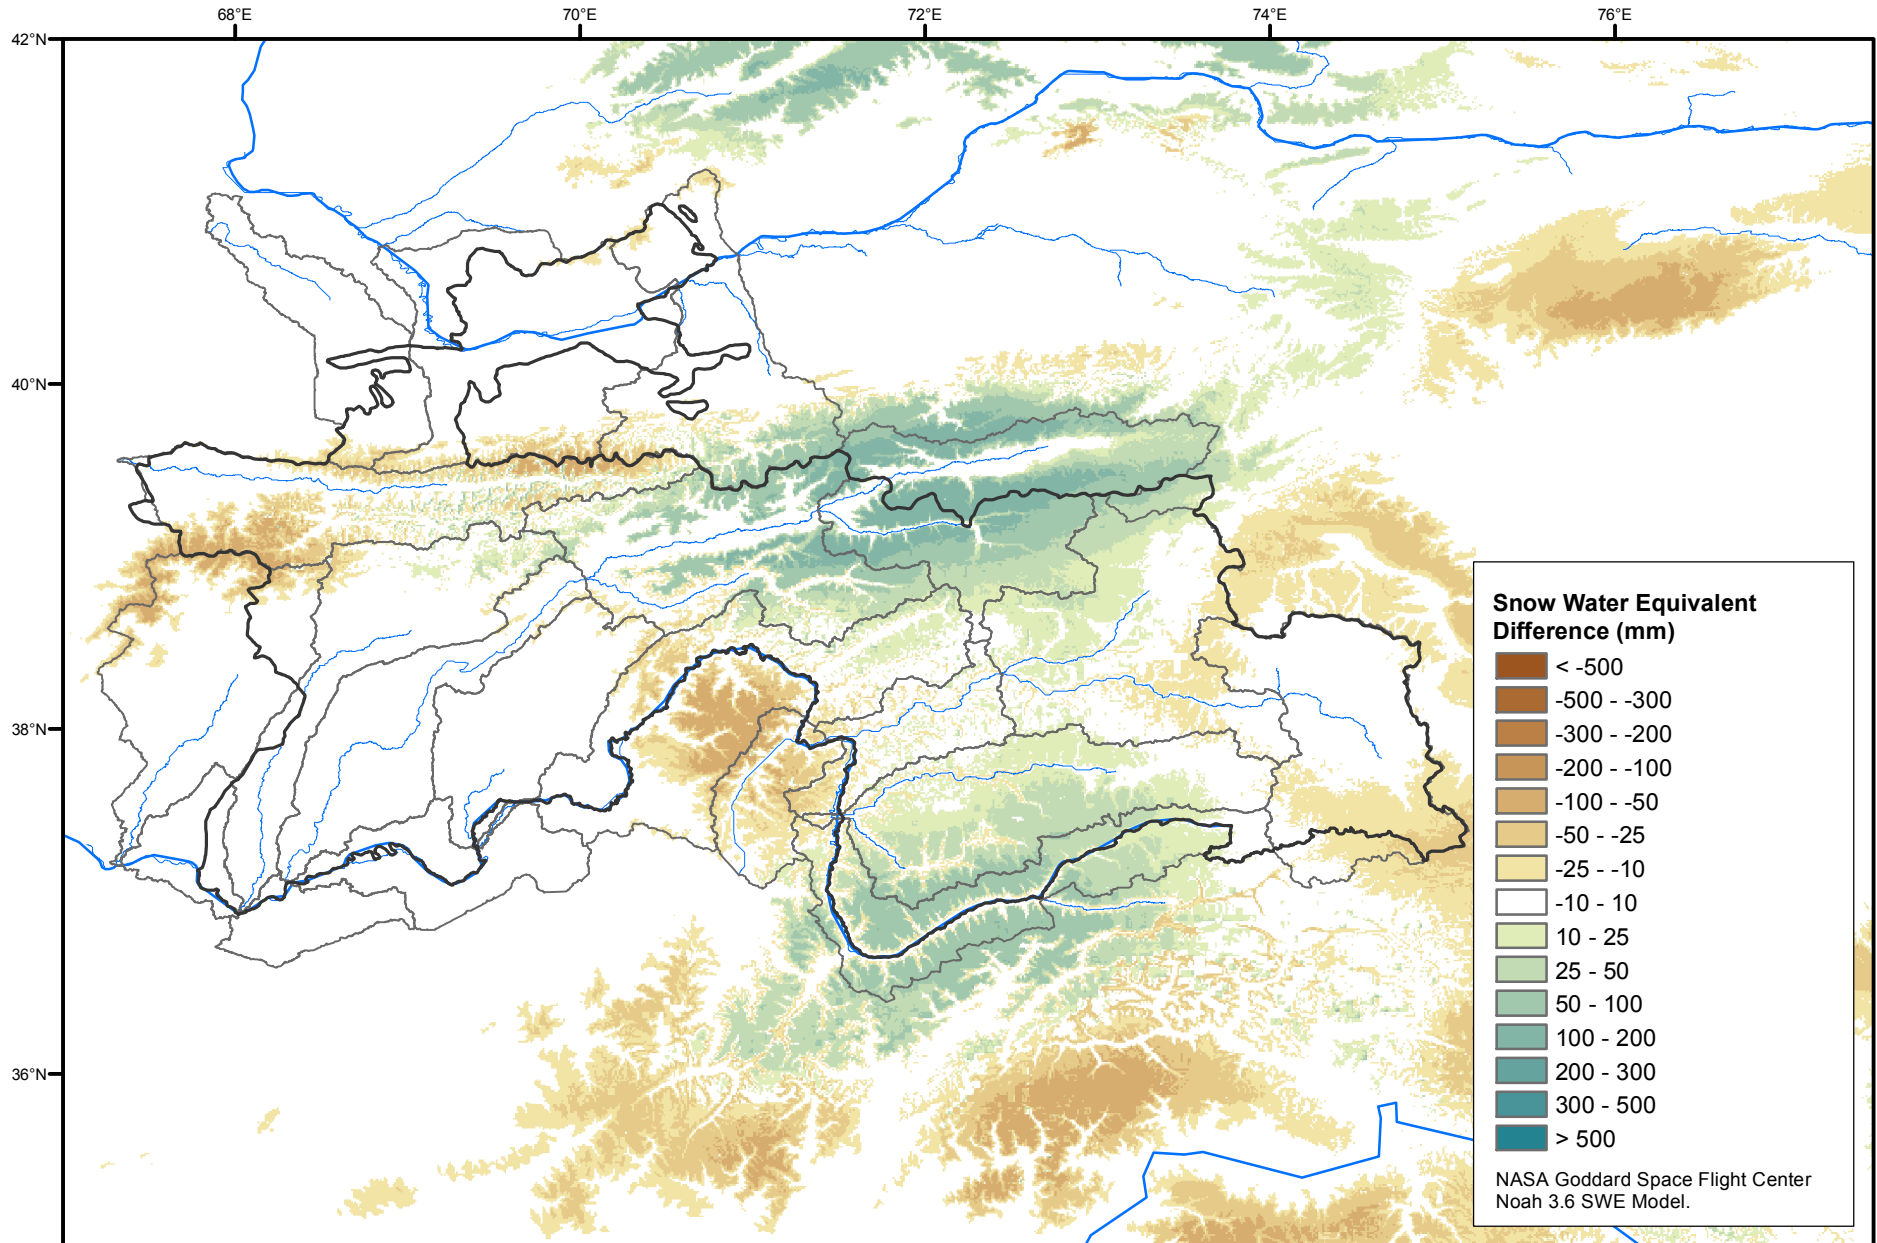 68°E
70°E
72°E
74°E
76°E
42°N
40°N
38°N
36°N
Snow Water Equivalent
Difference (mm)
< -500
-500 - -300
-300 - -200
-200 - -100
-100 - -50
-50 - -25
-25 - -10
-10 - 10
10 - 25
25 - 50
50 - 100
100 - 200
200 - 300
300 - 500
> 500
NASA Goddard Space Flight Center
Noah 3.6 SWE Model.